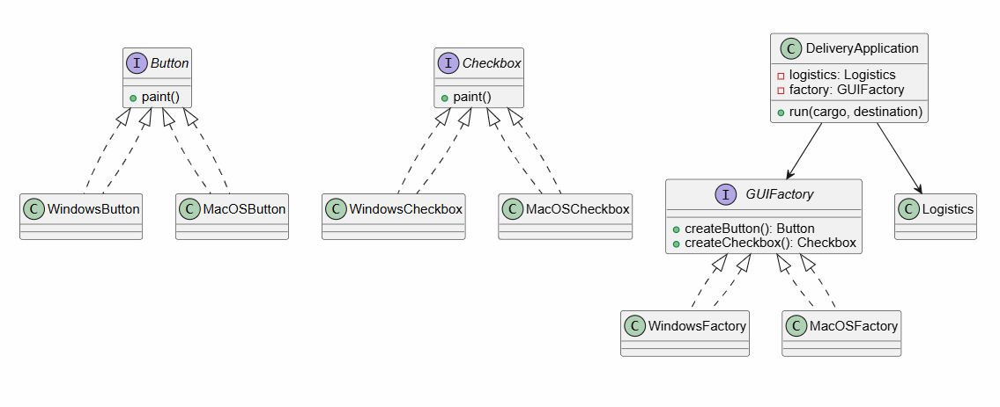 I Button
paint()
C WindowsButton
C MacOSButton
I Checkbox
paint()
C WindowsCheckbox
C MacOSCheckbox
C DeliveryApplication
logistics: Logistics
factory: GUIFactory
run(cargo, destination)
I GUIFactory
createButton(): Button
createCheckbox(): Checkbox
C Logistics
C WindowsFactory
C MacOSFactory